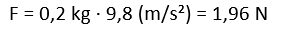 F = 0,2 kg · 9,8 (m/s²) = 1,96 N